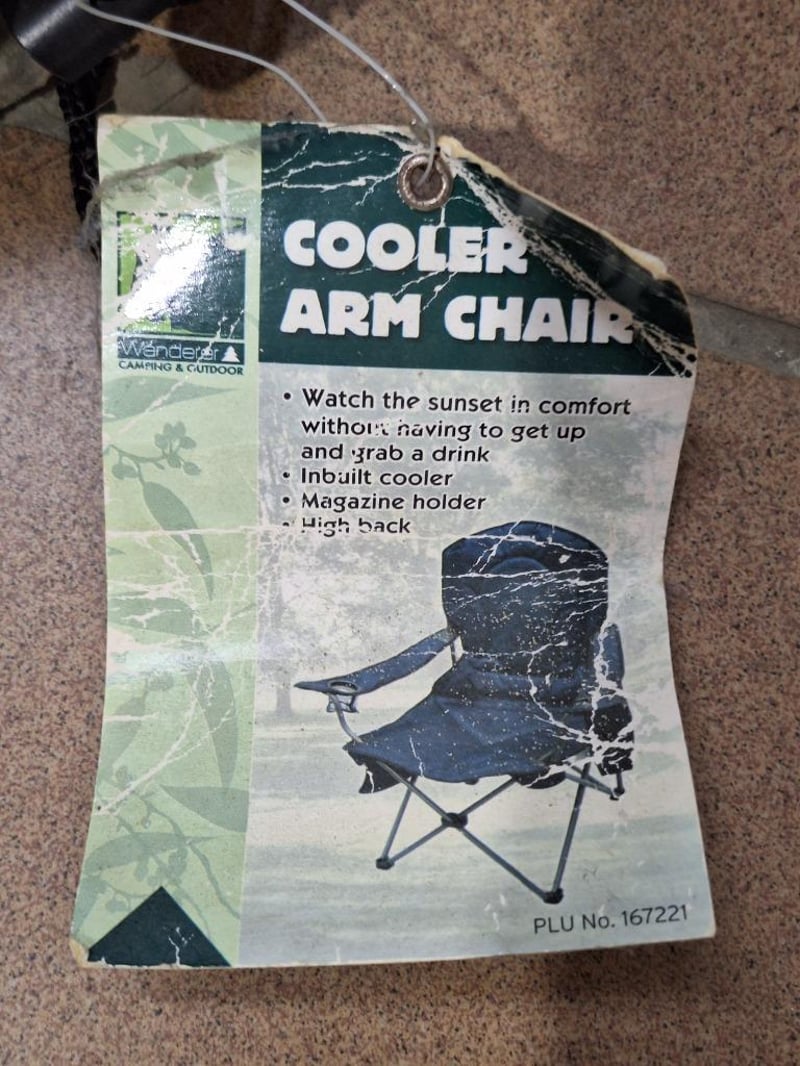 COOLER
ARM CHAIR
Wanderer
CAMPING & OUTDOOR
• Watch the sunset in comfort
without having to get up
and grab a drink
• Inbuilt cooler
• Magazine holder
• High back
PLU No. 167221